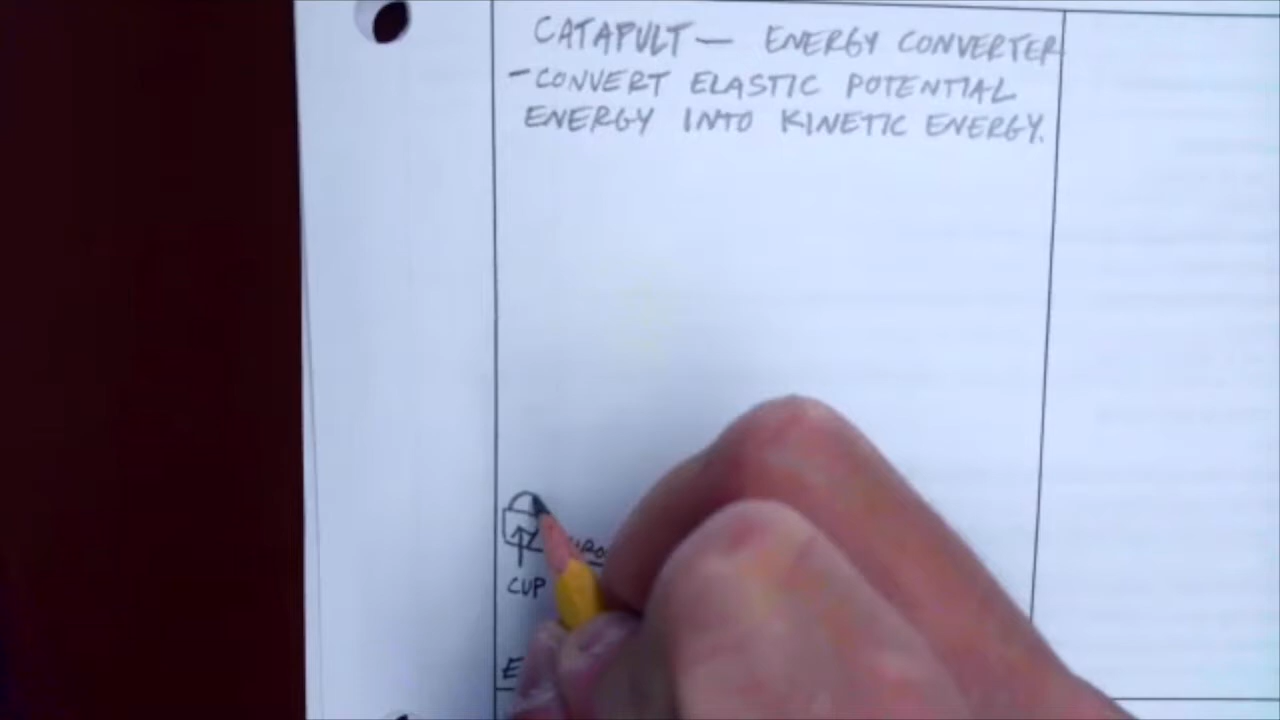 CATAPULT— ENERGY CONVERTER
-CONVERT ELASTIC POTENTIAL
ENERGY INTO KINETIC ENERGY.
CUP